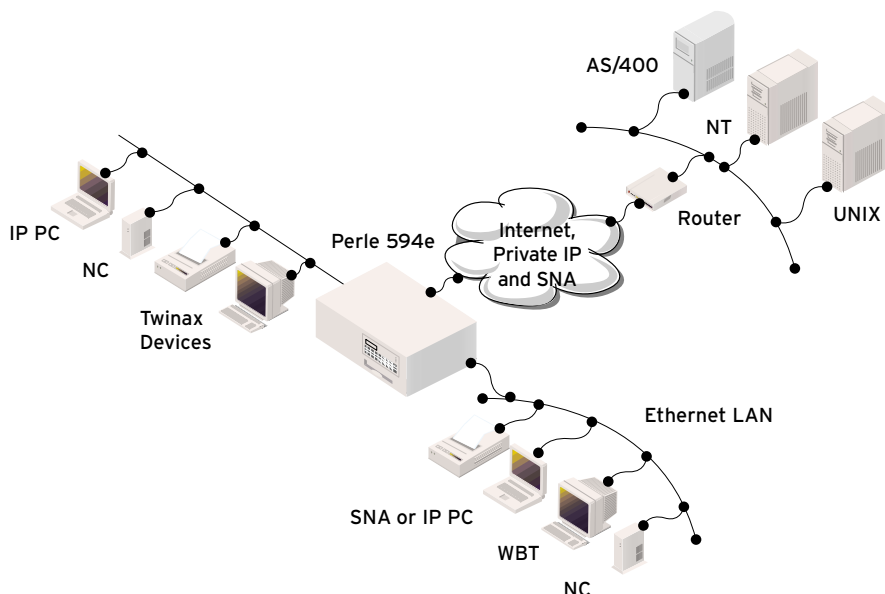 AS/400
NT
UNIX
Router
Internet,
Private IP
and SNA
Perle 594e
IP PC
NC
Twinax
Devices
Ethernet LAN
SNA or IP PC
WBT
NC